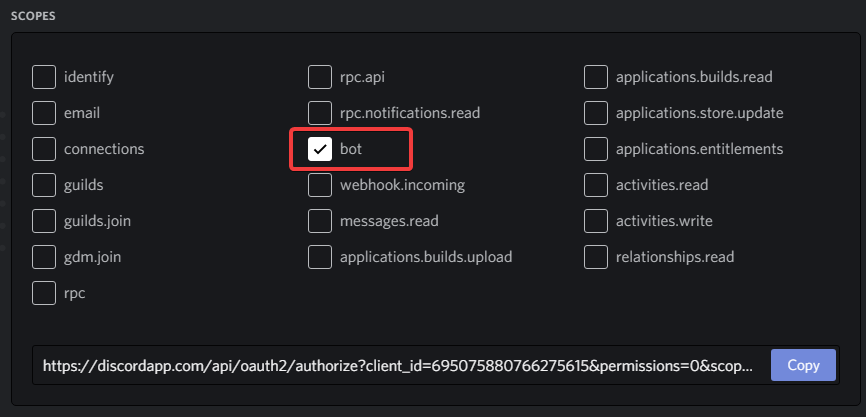 SCOPES
identify
email
connections
guilds
guilds.join
gdm.join
rpc
rpc.api
rpc.notifications.read
bot
webhook.incoming
messages.read
applications.builds.upload
applications.builds.read
applications.store.update
applications.entitlements
activities.read
activities.write
relationships.read
https://discordapp.com/api/oauth2/authorize?client_id=695075880766275615&permissions=0&scop...
Copy